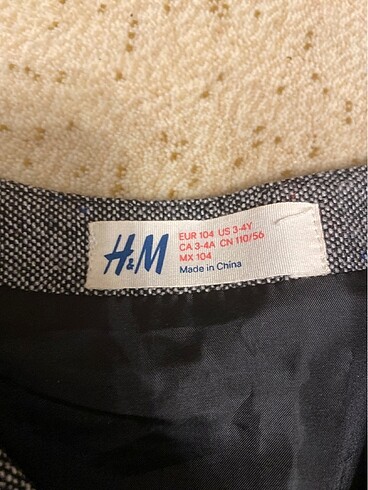 H&M
EUR 104 US 3-4Y
CA 3-4A CN 110/56
MX 104
Made in China